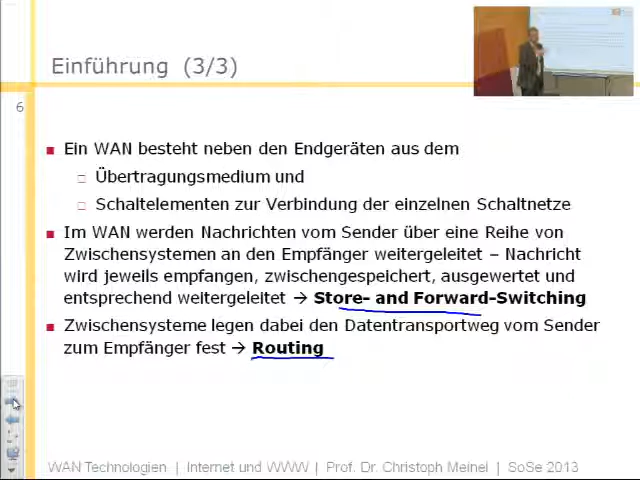 Einführung (3/3)
6
Ein WAN besteht neben den Endgeräten aus dem
Übertragungsmedium und
Schaltelementen zur Verbindung der einzelnen Schaltnetze
Im WAN werden Nachrichten vom Sender über eine Reihe von
Zwischensystemen an den Empfänger weitergeleitet – Nachricht
wird jeweils empfangen, zwischengespeichert, ausgewertet und
entsprechend weitergeleitet → Store- and Forward-Switching
Zwischensysteme legen dabei den Datentransportweg vom Sender
zum Empfänger fest → Routing
WAN Technologien | Internet und WWW | Prof. Dr. Christoph Meinel | SoSe 2013